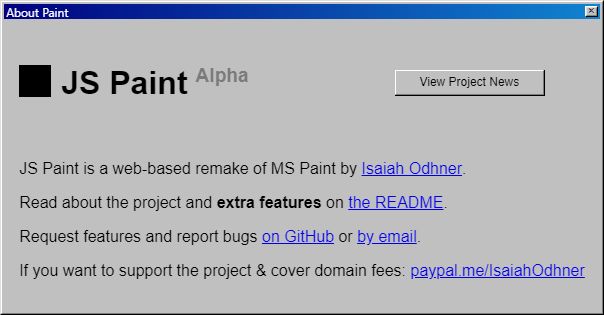 About Paint
JS Paint Alpha
View Project News
JS Paint is a web-based remake of MS Paint by Isaiah Odhner.
Read about the project and extra features on the README.
Request features and report bugs on GitHub or by email.
If you want to support the project & cover domain fees: paypal.me/IsaiahOdhner